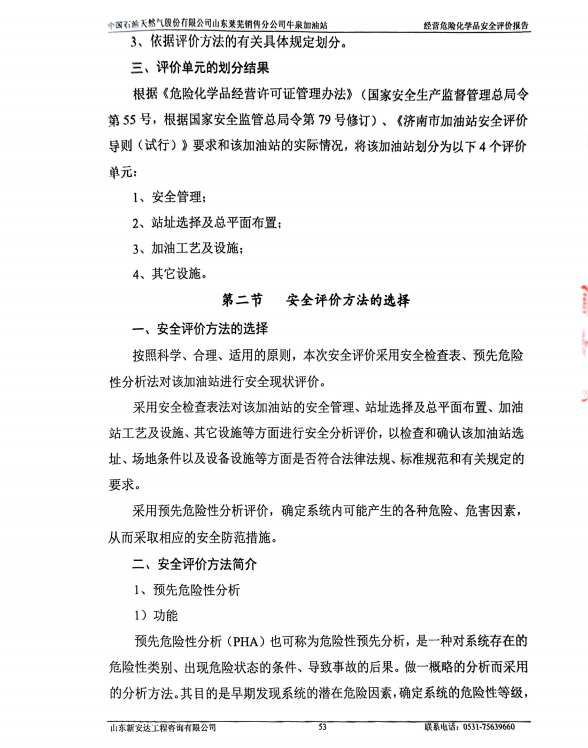 中国石油天然气股份有限公司山东莱芜销售分公司牛泉加油站 经营危险化学品安全评价报告
3、依据评价方法的有关具体规定划分。
三、评价单元的划分结果
根据《危险化学品经营许可证管理办法》（国家安全生产监督管理总局令
第 55 号，根据国家安全监管总局令第 79 号修订）、《济南市加油站安全评价
导则（试行）》要求和该加油站的实际情况，将该加油站划分为以下 4 个评价
单元：
1、安全管理；
2、站址选择及总平面布置；
3、加油工艺及设施；
4、其它设施。
第二节 安全评价方法的选择
一、安全评价方法的选择
按照科学、合理、适用的原则，本次安全评价采用安全检查表、预先危险
性分析法对该加油站进行安全现状评价。
采用安全检查表法对该加油站的安全管理、站址选择及总平面布置、加油
站工艺及设施、其它设施等方面进行安全分析评价，以检查和确认该加油站选
址、场地条件以及设备设施等方面是否符合法律法规、标准规范和有关规定的
要求。
采用预先危险性分析评价，确定系统内可能产生的各种危险、危害因素，
从而采取相应的安全防范措施。
二、安全评价方法简介
1、预先危险性分析
1）功能
预先危险性分析（PHA）也可称为危险性预先分析，是一种对系统存在的
危险性类别、出现危险状态的条件、导致事故的后果。做一概略的分析而采用
的分析方法。其目的是早期发现系统的潜在危险因素，确定系统的危险性等级，
山东新安达工程咨询有限公司 53 联系电话：0531-75639660